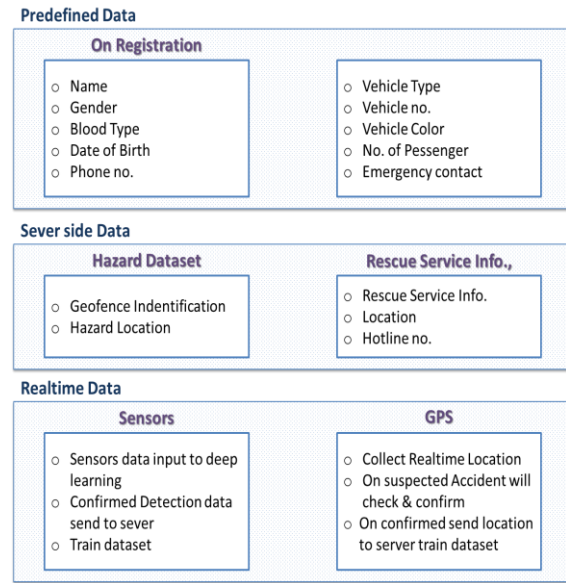 Predefined Data
On Registration
○ Name
○ Gender
○ Blood Type
○ Date of Birth
○ Phone no.
○ Vehicle Type
○ Vehicle no.
○ Vehicle Color
○ No. of Pessenger
○ Emergency contact
Sever side Data
Hazard Dataset
○ Geofence Indentification
○ Hazard Location
Rescue Service Info.,
○ Rescue Service Info.
○ Location
○ Hotline no.
Realtime Data
Sensors
○ Sensors data input to deep
learning
○ Confirmed Detection data
send to sever
○ Train dataset
GPS
○ Collect Realtime Location
○ On suspected Accident will
check & confirm
○ On confirmed send location
to server train dataset